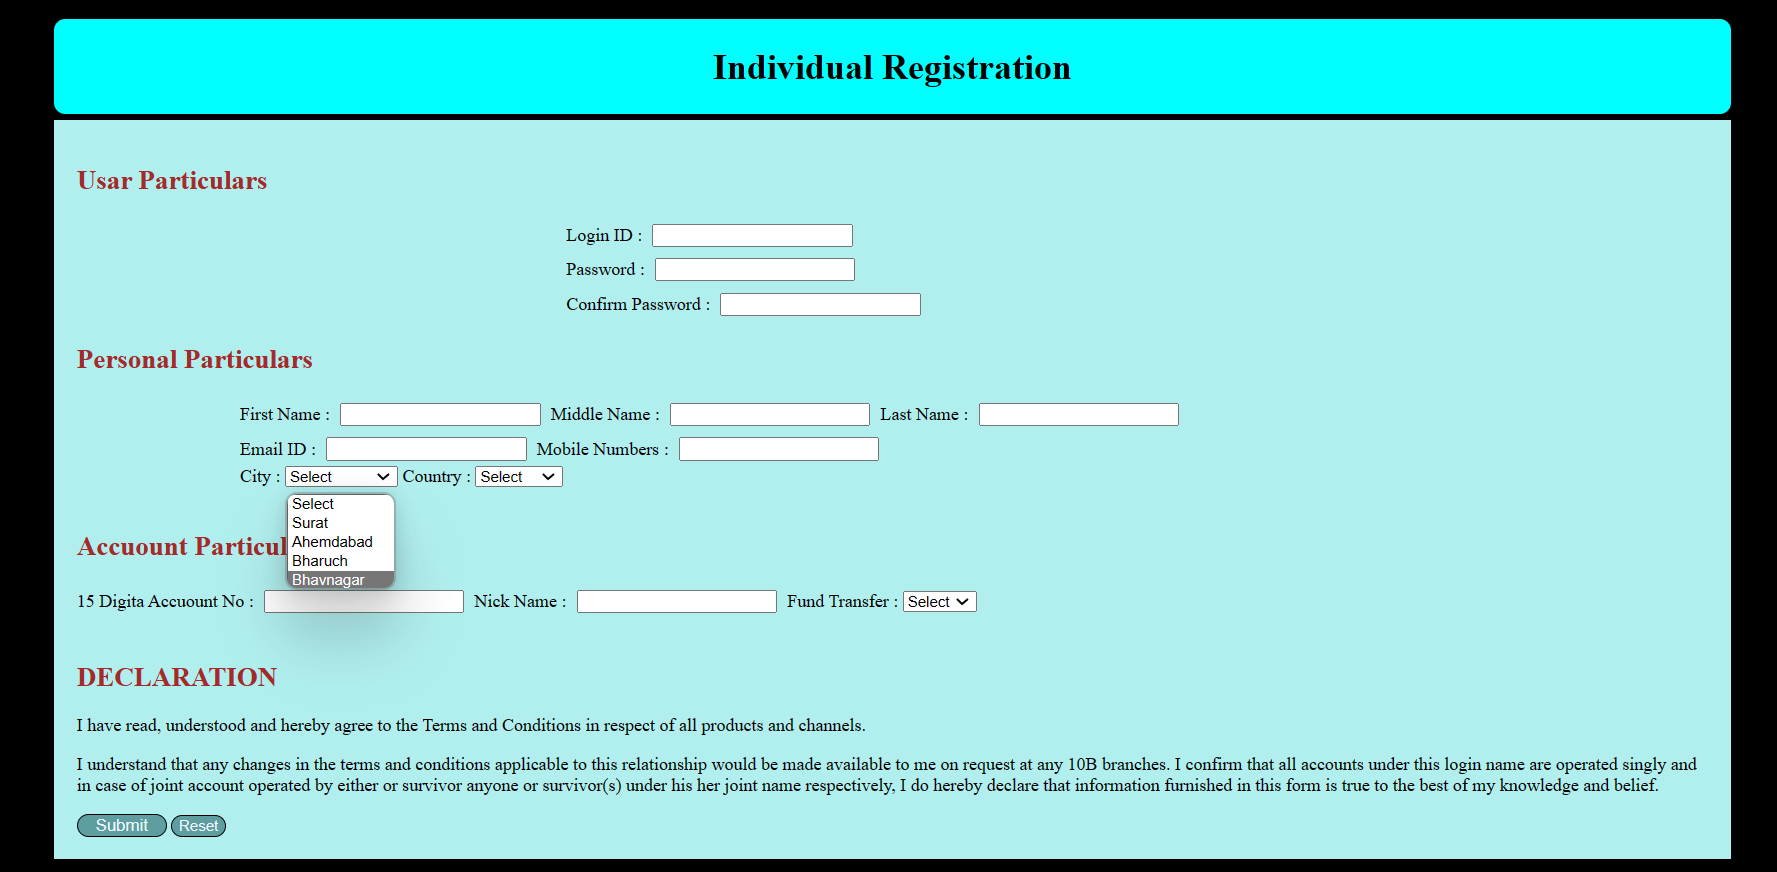 Individual Registration
Usar Particulars
Login ID :
Password :
Confirm Password :
Personal Particulars
First Name : Middle Name : Last Name :
Email ID : Mobile Numbers :
City : Select Country : Select
Select
Surat
Ahemdabad
Bharuch
Bhavnagar
Accuount Particul
15 Digita Accuount No : Nick Name : Fund Transfer : Select
DECLARATION
I have read, understood and hereby agree to the Terms and Conditions in respect of all products and channels.
I understand that any changes in the terms and conditions applicable to this relationship would be made available to me on request at any 10B branches. I confirm that all accounts under this login name are operated singly and
in case of joint account operated by either or survivor anyone or survivor(s) under his her joint name respectively, I do hereby declare that information furnished in this form is true to the best of my knowledge and belief.
Submit Reset